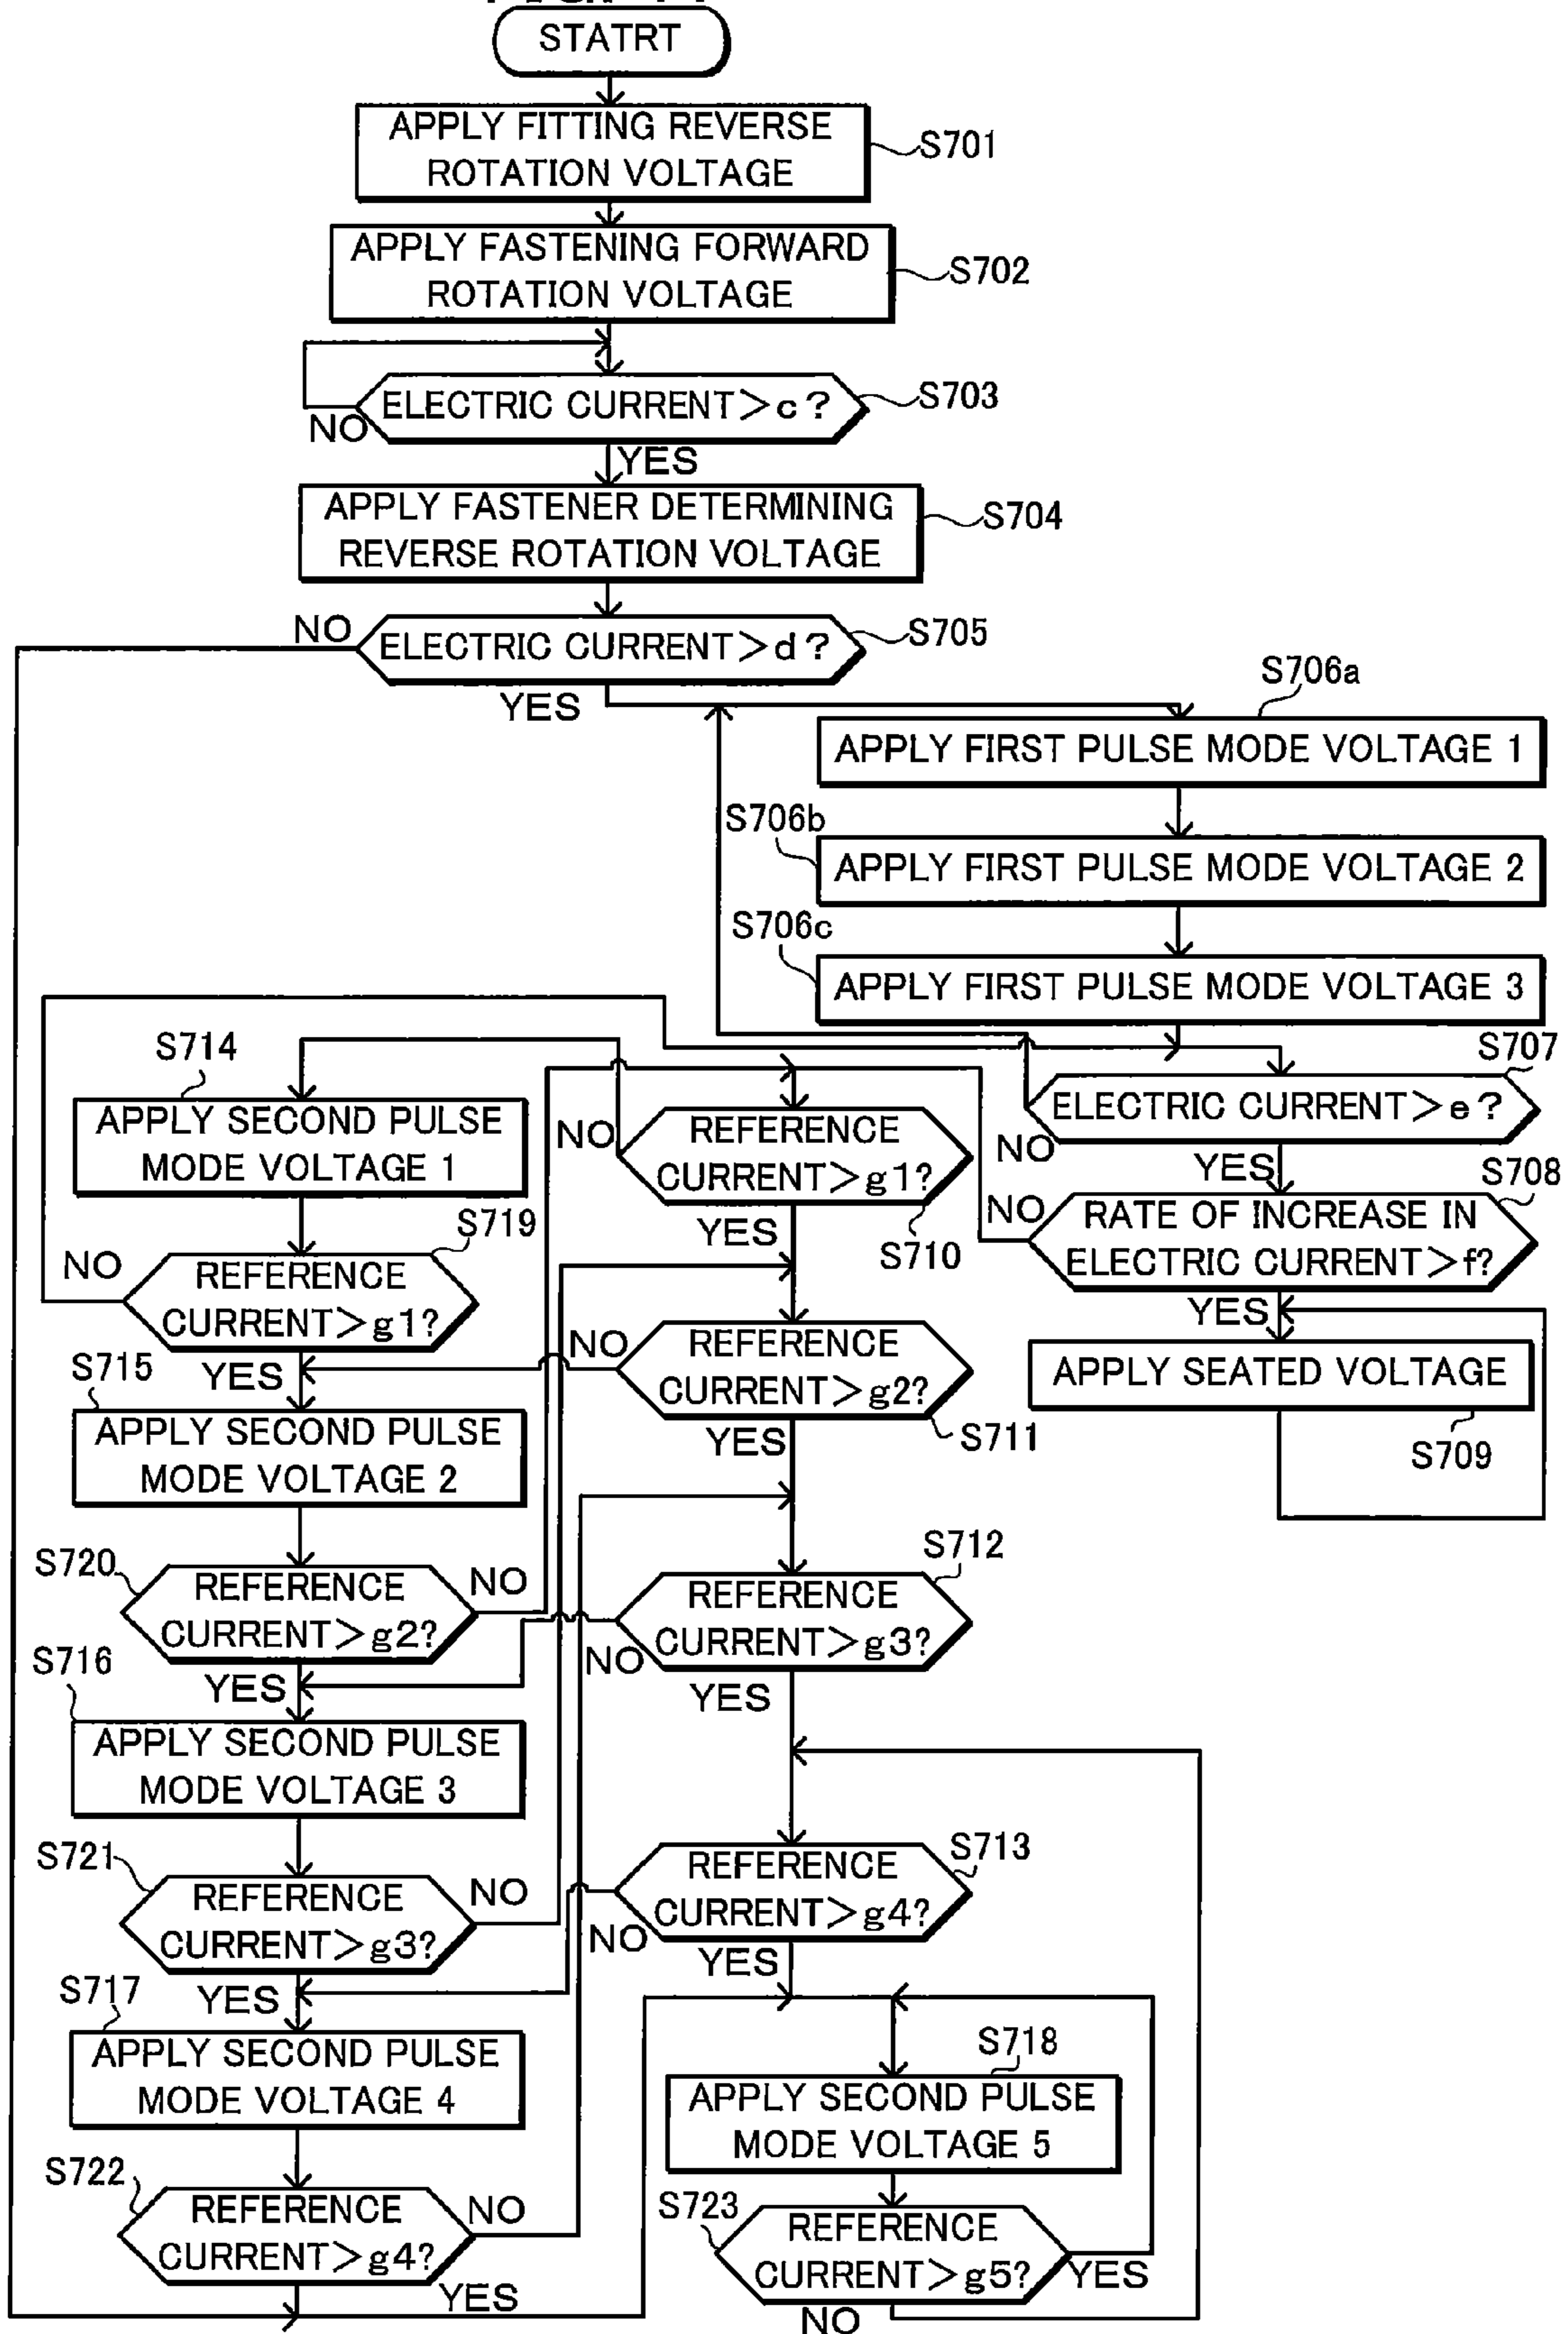 STATRT
APPLY FITTING REVERSE
ROTATION VOLTAGE
S701
APPLY FASTENING FORWARD
ROTATION VOLTAGE
S702
ELECTRIC CURRENT>c?
S703
NO
YES
APPLY FASTENER DETERMINING
REVERSE ROTATION VOLTAGE
S704
NO
ELECTRIC CURRENT>d?
S705
YES
S706a
APPLY FIRST PULSE MODE VOLTAGE 1
S706b
APPLY FIRST PULSE MODE VOLTAGE 2
S706c
APPLY FIRST PULSE MODE VOLTAGE 3
S707
ELECTRIC CURRENT>e?
NO
YES
S708
NO
RATE OF INCREASE IN
ELECTRIC CURRENT>f?
YES
APPLY SEATED VOLTAGE
S709
NO
REFERENCE
CURRENT>g1?
YES
S710
NO
REFERENCE
CURRENT>g2?
YES
S711
S712
REFERENCE
CURRENT>g3?
NO
YES
S713
REFERENCE
CURRENT>g4?
NO
YES
S714
APPLY SECOND PULSE
MODE VOLTAGE 1
S719
NO
REFERENCE
CURRENT>g1?
YES
S715
APPLY SECOND PULSE
MODE VOLTAGE 2
S720
REFERENCE
CURRENT>g2?
NO
YES
S716
APPLY SECOND PULSE
MODE VOLTAGE 3
S721
REFERENCE
CURRENT>g3?
NO
YES
S717
APPLY SECOND PULSE
MODE VOLTAGE 4
S722
REFERENCE
CURRENT>g4?
NO
YES
S718
APPLY SECOND PULSE
MODE VOLTAGE 5
S723
REFERENCE
CURRENT>g5?
YES
NO